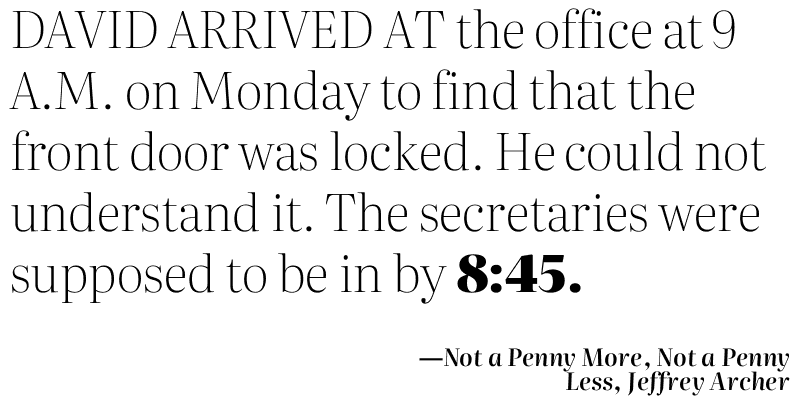 DAVID ARRIVED AT the office at 9
A.M. on Monday to find that the
front door was locked. He could not
understand it. The secretaries were
supposed to be in by 8:45.
—Not a Penny More, Not a Penny
Less, Jeffrey Archer